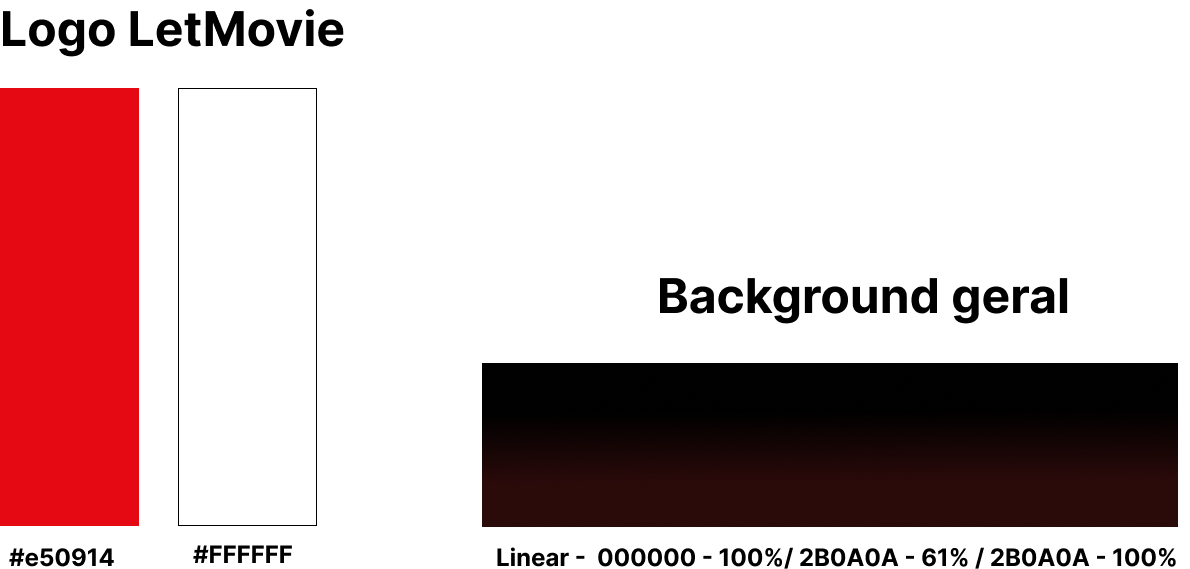 Logo LetMovie
Background geral
#e50914
#FFFFFF
Linear -  000000 - 100%/ 2B0A0A - 61% / 2B0A0A - 100%